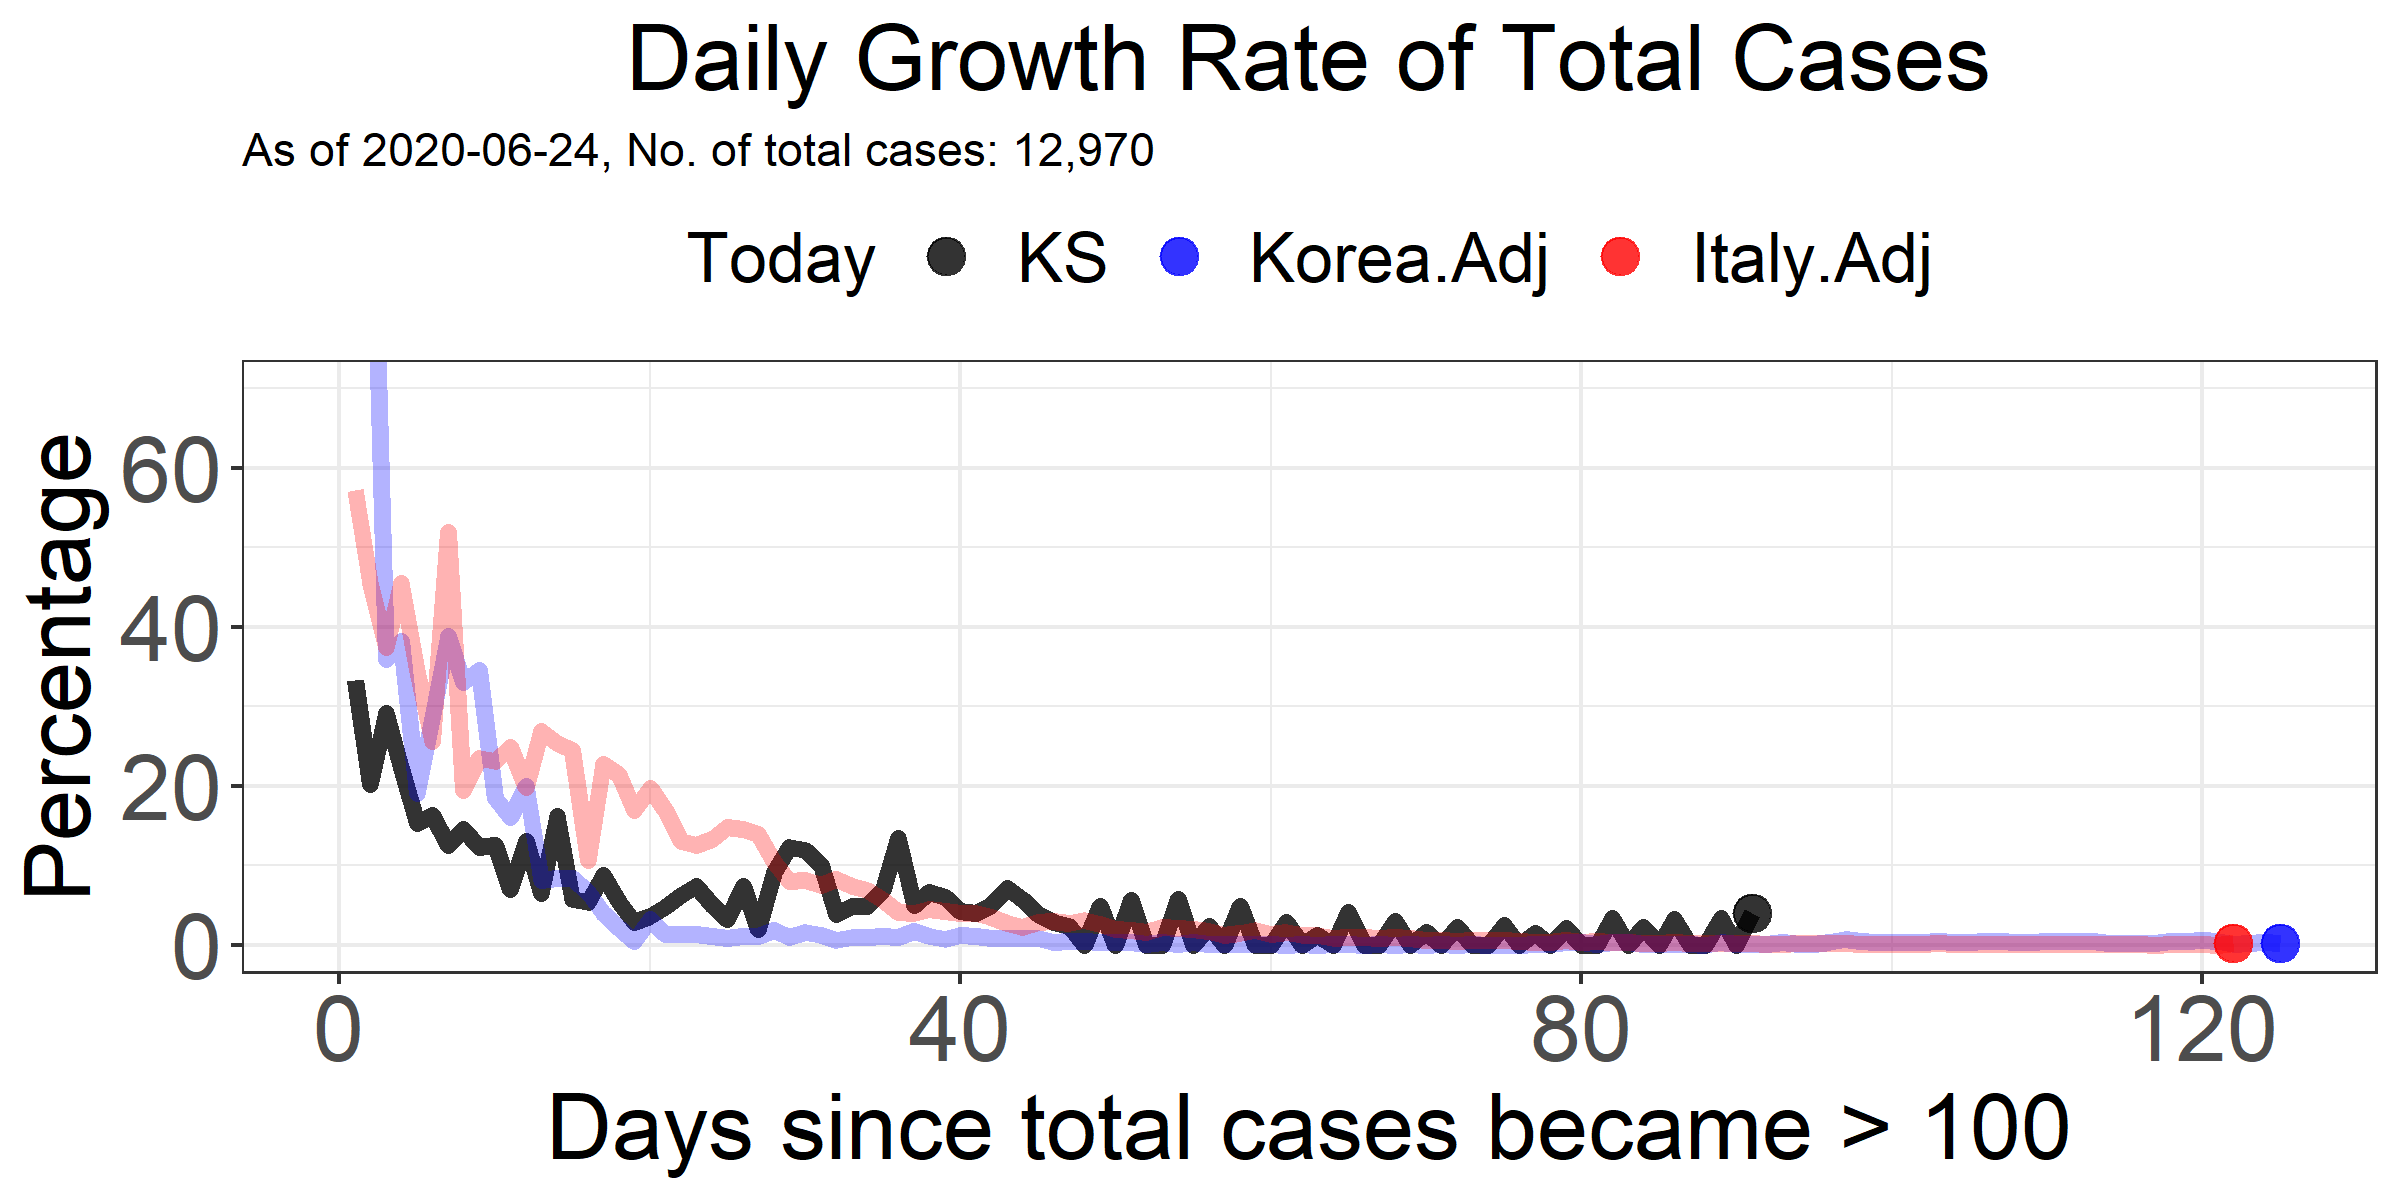 Daily Growth Rate of Total Cases
As of 2020-06-24, No. of total cases: 12,970
Today KS Korea.Adj Italy.Adj
Percentage
60
40
20
0
0 40 80 120
Days since total cases became > 100